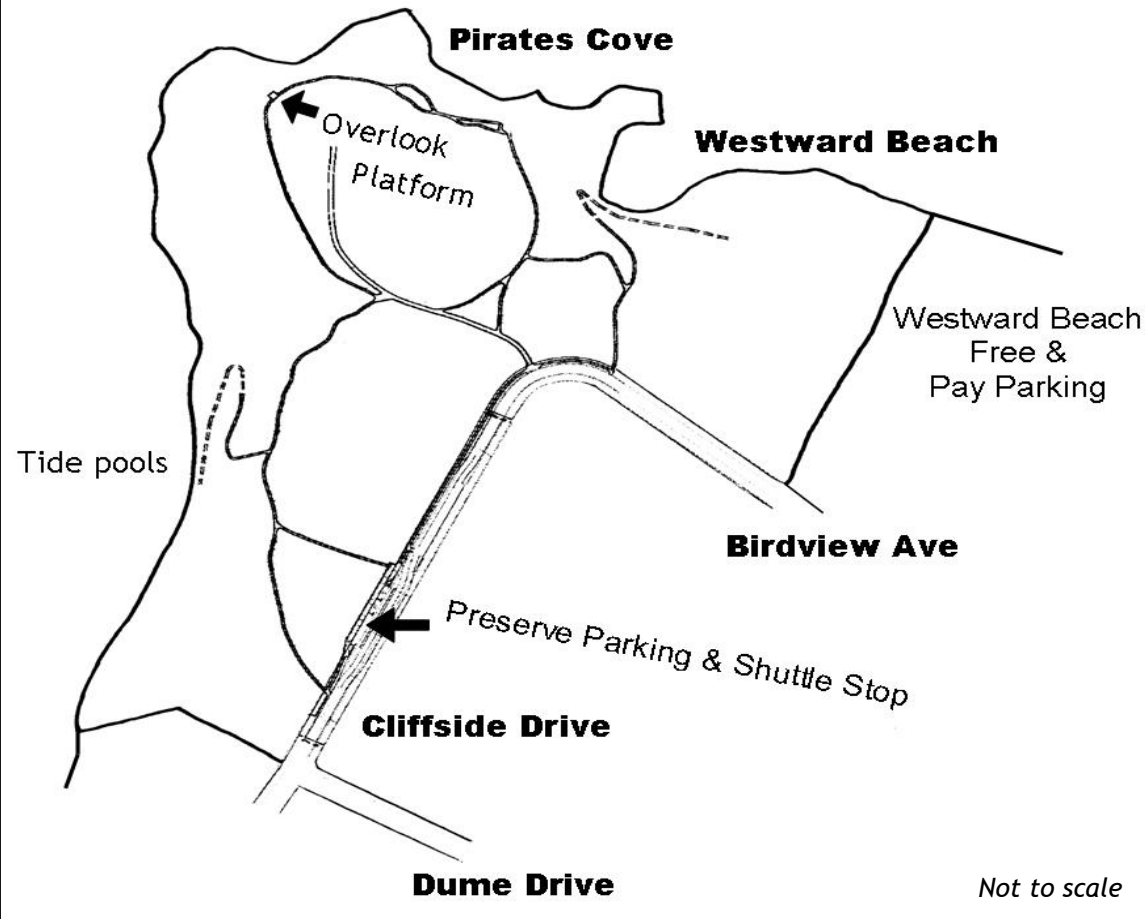 Pirates Cove
Overlook
Platform
Westward Beach
Westward Beach
Free &
Pay Parking
Tide pools
Birdview Ave
Preserve Parking & Shuttle Stop
Cliffside Drive
Dume Drive
Not to scale